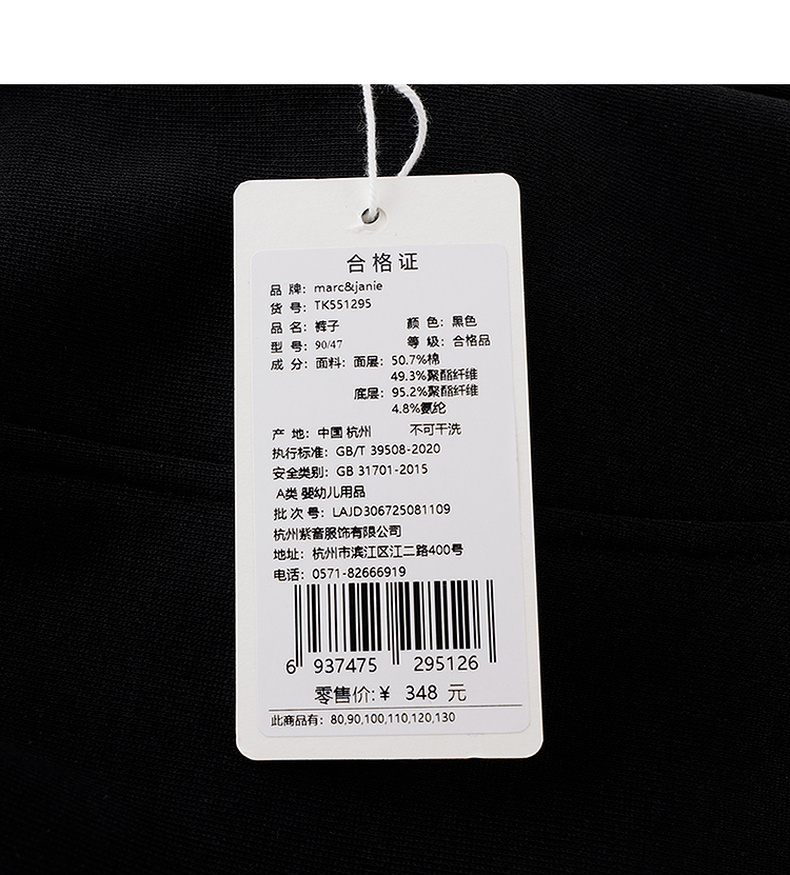 合格证
品 牌：marc&janie
货 号：TK551295
品 名：裤子 颜 色：黑色
型 号：90/47 等 级：合格品
成 分：面料：面层：50.7%棉
49.3%聚酯纤维
底层：95.2%聚酯纤维
4.8%氨纶
产 地：中国 杭州 不可干洗
执行标准：GB/T 39508-2020
安全类别：GB 31701-2015
A类 婴幼儿用品
批 次 号：LAJD306725081109
杭州紫音服饰有限公司
地址：杭州市滨江区江二路400号
电话：0571-82666919
6 937475 295126
零售价:¥ 348 元
此商品有：80,90,100,110,120,130